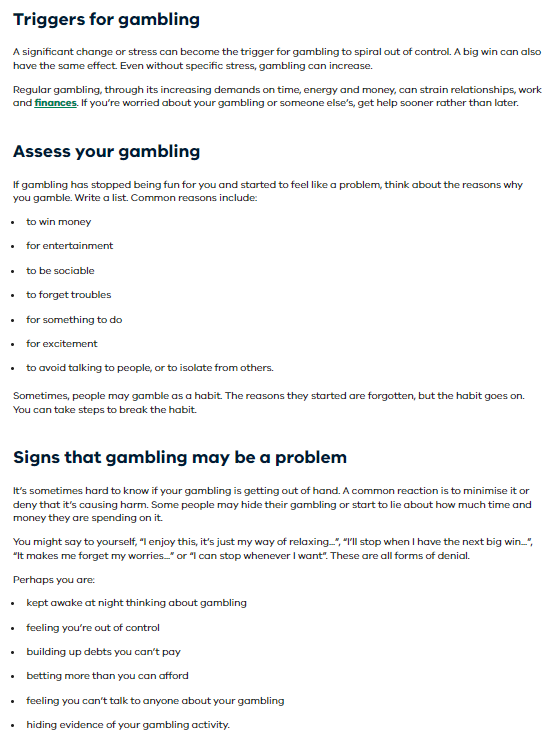 Triggers for gambling
A significant change or stress can become the trigger for gambling to spiral out of control. A big win can also
have the same effect. Even without specific stress, gambling can increase.
Regular gambling, through its increasing demands on time, energy and money, can strain relationships, work
and finances. If you’re worried about your gambling or someone else’s, get help sooner rather than later.
Assess your gambling
If gambling has stopped being fun for you and started to feel like a problem, think about the reasons why
you gamble. Write a list. Common reasons include:
• to win money
• for entertainment
• to be sociable
• to forget troubles
• for something to do
• for excitement
• to avoid talking to people, or to isolate from others.
Sometimes, people may gamble as a habit. The reasons they started are forgotten, but the habit goes on.
You can take steps to break the habit.
Signs that gambling may be a problem
It’s sometimes hard to know if your gambling is getting out of hand. A common reaction is to minimise it or
deny that it’s causing harm. Some people may hide their gambling or start to lie about how much time and
money they are spending on it.
You might say to yourself, “I enjoy this, it’s just my way of relaxing…”, “I’ll stop when I have the next big win…”,
“It makes me forget my worries…” or “I can stop whenever I want”. These are all forms of denial.
Perhaps you are:
• kept awake at night thinking about gambling
• feeling you’re out of control
• building up debts you can’t pay
• betting more than you can afford
• feeling you can’t talk to anyone about your gambling
• hiding evidence of your gambling activity.